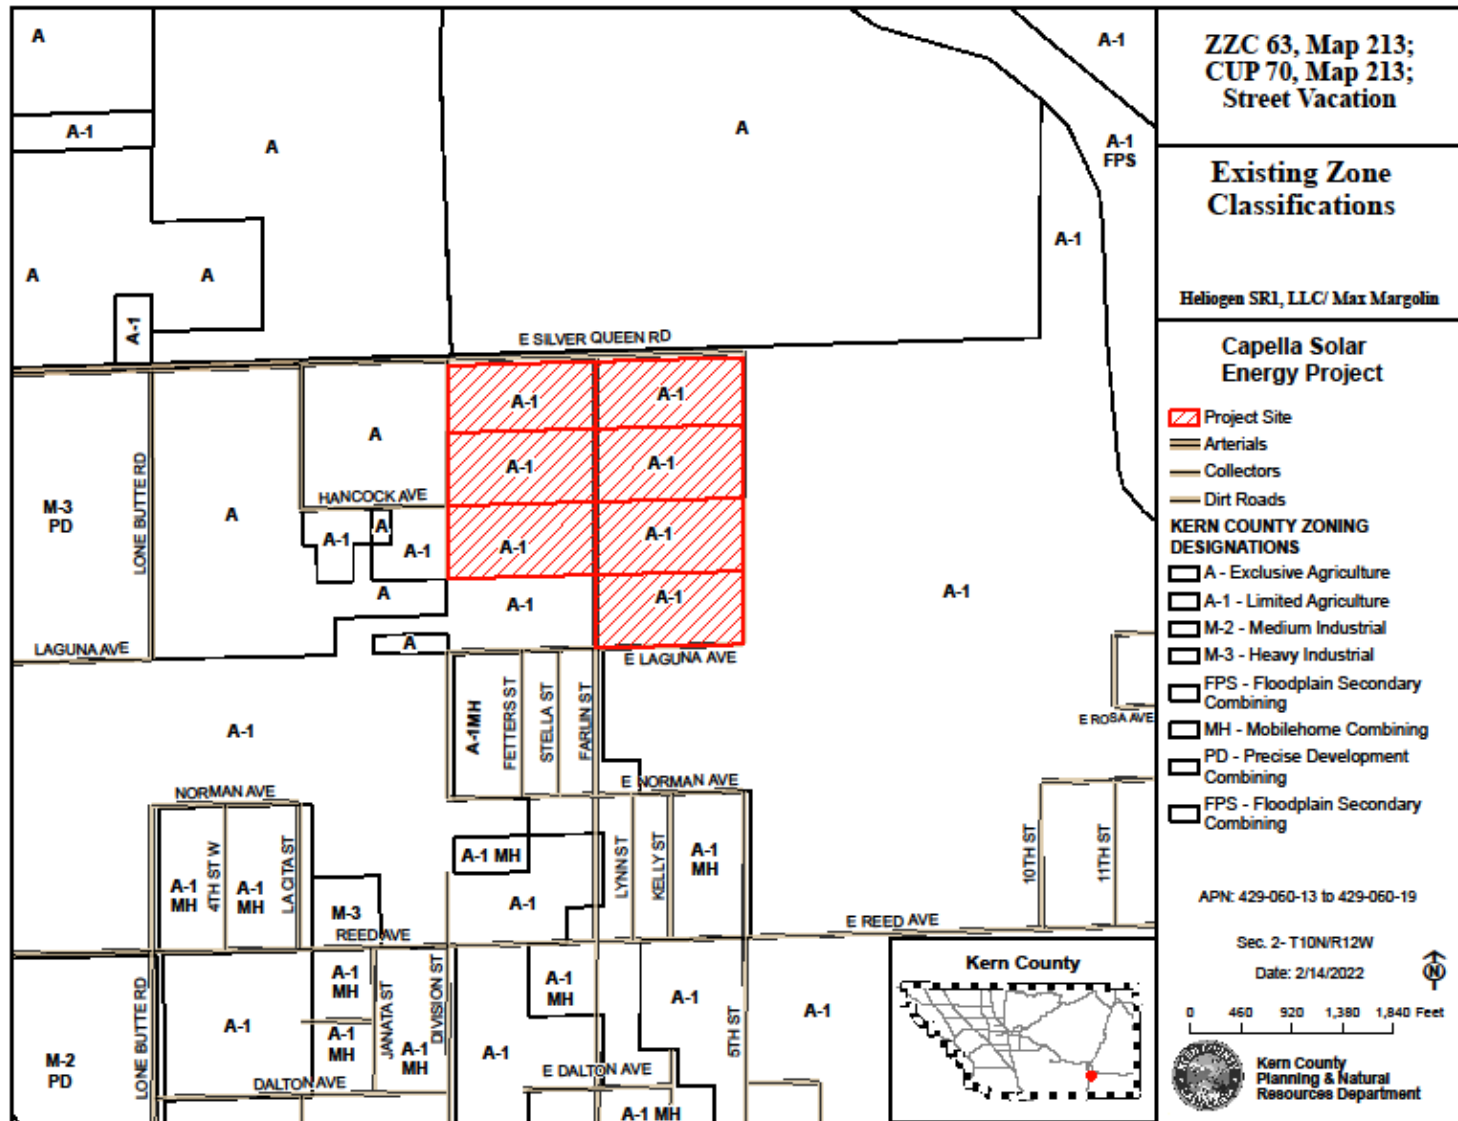 A
A-1
A
A
A-1
A-1
FPS
A-1
A
A
A-1
E SILVER QUEEN RD
A-1
A-1
A
A-1
A-1
LONE BUTTE RD
HANCOCK AVE
M-3
PD
A
A-1
A
A-1
A-1
A-1
A
A-1
A-1
A-1
A
LAGUNA AVE
E LAGUNA AVE
A-1
A-1MH
FETTERS ST
STELLA ST
FARLIN ST
E ROSA AVE
NORMAN AVE
E NORMAN AVE
A-1
MH
4TH ST W
A-1
MH
LA CITA ST
M-3
A-1 MH
A-1
LYNN ST
KELLY ST
A-1
MH
10TH ST
11TH ST
REED AVE
E REED AVE
LONE BUTTE RD
A-1
A-1
MH
A-1
MH
JANATA ST
A-1
MH
DIVISION ST
A-1
A-1
MH
A-1
5TH ST
A-1
M-2
PD
DALTON AVE
E DALTON AVE
A-1 MH
Kern County
ZZC 63, Map 213;
CUP 70, Map 213;
Street Vacation
Existing Zone
Classifications
Heliogen SR1, LLC/ Max Margolin
Capella Solar
Energy Project
Project Site
Arterials
Collectors
Dirt Roads
KERN COUNTY ZONING
DESIGNATIONS
A - Exclusive Agriculture
A-1 - Limited Agriculture
M-2 - Medium Industrial
M-3 - Heavy Industrial
FPS - Floodplain Secondary
Combining
MH - Mobilehome Combining
PD - Precise Development
Combining
FPS - Floodplain Secondary
Combining
APN: 429-060-13 to 429-060-19
Sec. 2- T10N/R12W
Date: 2/14/2022
N
0 460 920 1,380 1,840 Feet
Kern County
Planning & Natural
Resources Department